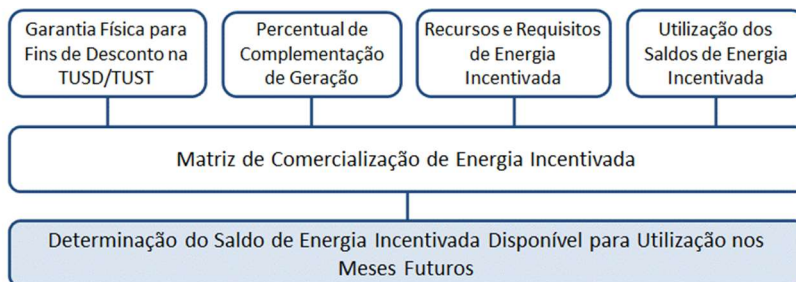 Garantia Física para
Fins de Desconto na
TUSD/TUST
Percentual de
Complementação
de Geração
Recursos e Requisitos
de Energia
Incentivada
Utilização dos
Saldos de Energia
Incentivada
Matriz de Comercialização de Energia Incentivada
Determinação do Saldo de Energia Incentivada Disponível para Utilização nos
Meses Futuros